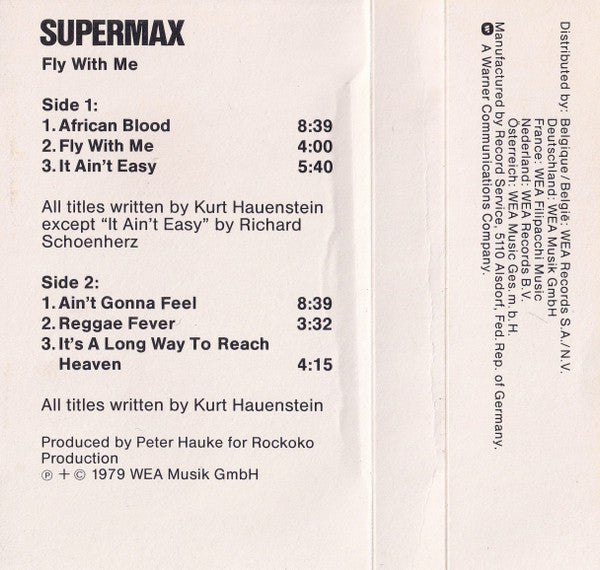 SUPERMAX
Fly With Me
Side 1:
1. African Blood 8:39
2. Fly With Me 4:00
3. It Ain't Easy 5:40
All titles written by Kurt Hauenstein
except "It Ain't Easy" by Richard
Schoenherz
Side 2:
1. Ain't Gonna Feel 8:39
2. Reggae Fever 3:32
3. It's A Long Way To Reach
Heaven 4:15
All titles written by Kurt Hauenstein
Produced by Peter Hauke for Rockoko
Production
℗ + © 1979 WEA Musik GmbH
Distributed by: Belgique/België: WEA Records S.A./N.V.
Deutschland: WEA Musik GmbH
France: WEA Filipacchi Music
Nederland: WEA Records B.V.
Österreich: WEA Music Ges.m.b.H.
Manufactured by Record Service, 5110 Alsdorf, Fed. Rep. of Germany.
A Warner Communications Company.